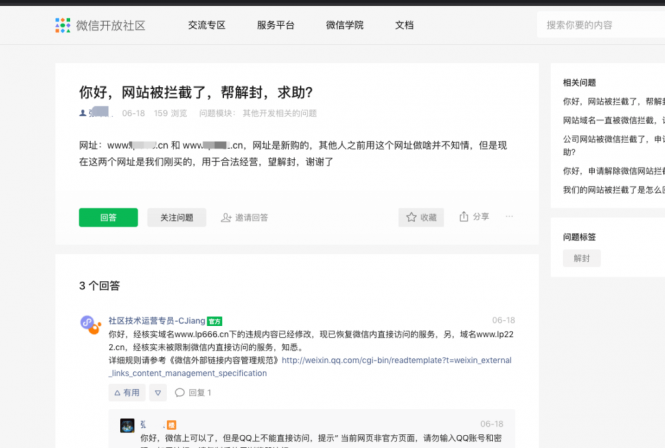 微信开放社区 交流专区 服务平台 微信学院 文档 搜索你要的内容
你好，网站被拦截了，帮解封，求助?
06-18 159 浏览 问题模块： 其他开发相关的问题
网址：www. .cn 和 www. .cn，网址是新购的，其他人之前用这个网址做啥并不知情，但是现
在这两个网址是我们刚买的，用于合法经营，望解封，谢谢了
回答 关注问题 邀请回答 收藏 分享 ···
3 个回答
社区技术运营专员-CJiang 官方 06-18
你好，经核实域名www.lp666.cn下的违规内容已经修改，现已恢复微信内直接访问的服务，另，域名www.lp22
2.cn，经核实未被限制微信内直接访问的服务，知悉。
详细规则请参考《微信外部链接内容管理规范》http://weixin.qq.com/cgi-bin/readtemplate?t=weixin_external
_links_content_management_specification
有用 回复 1
06-18
你好，微信上可以了，但是QQ上不能直接访问，提示" 当前网页非官方页面，请勿输入QQ账号和密
相关问题
你好，网站被拦截了，帮解封
网站域名一直被微信拦截，
公司网站被微信拦截了，申
助?
你好，申请解除微信网站拦
我们的网站被拦截了是怎么
问题标签
解封